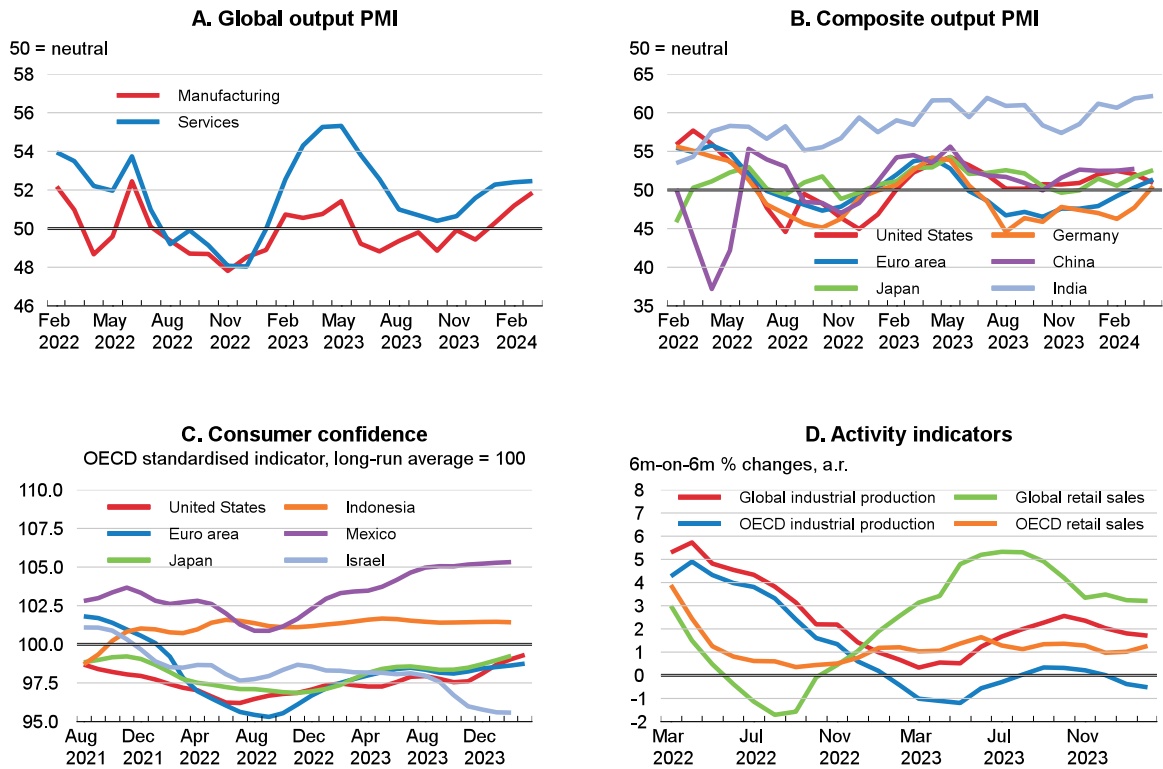 A. Global output PMI
50 = neutral
58
56
54
52
50
48
46
Manufacturing
Services
Feb May Aug Nov Feb May Aug Nov Feb
2022 2022 2022 2022 2023 2023 2023 2023 2024
B. Composite output PMI
50 = neutral
65
60
55
50
45
40
35
United States Germany
Euro area China
Japan India
Feb May Aug Nov Feb May Aug Nov Feb
2022 2022 2022 2022 2023 2023 2023 2023 2024
C. Consumer confidence
OECD standardised indicator, long-run average = 100
110.0
107.5
105.0
102.5
100.0
97.5
95.0
United States Indonesia
Euro area Mexico
Japan Israel
Aug Dec Apr Aug Dec Apr Aug Dec
2021 2021 2022 2022 2022 2023 2023 2023
D. Activity indicators
6m-on-6m % changes, a.r.
8
7
6
5
4
3
2
1
0
-1
-2
Global industrial production Global retail sales
OECD industrial production OECD retail sales
Mar Jul Nov Mar Jul Nov
2022 2022 2022 2023 2023 2023